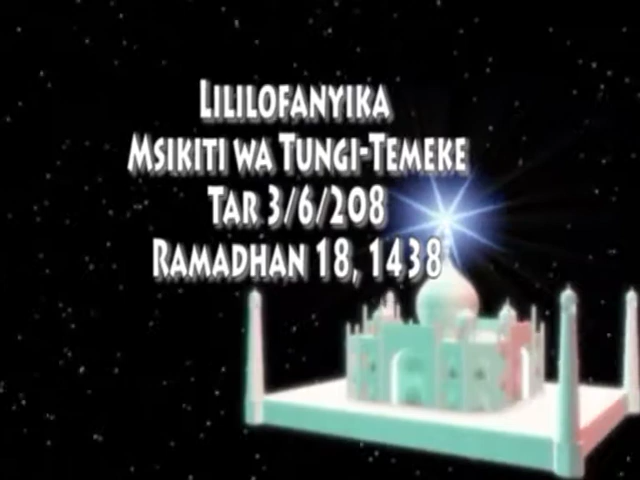 Lililofanyika
Msikiti wa Tungi-Temeke
Tar 3/6/208
Ramadhan 18, 1438